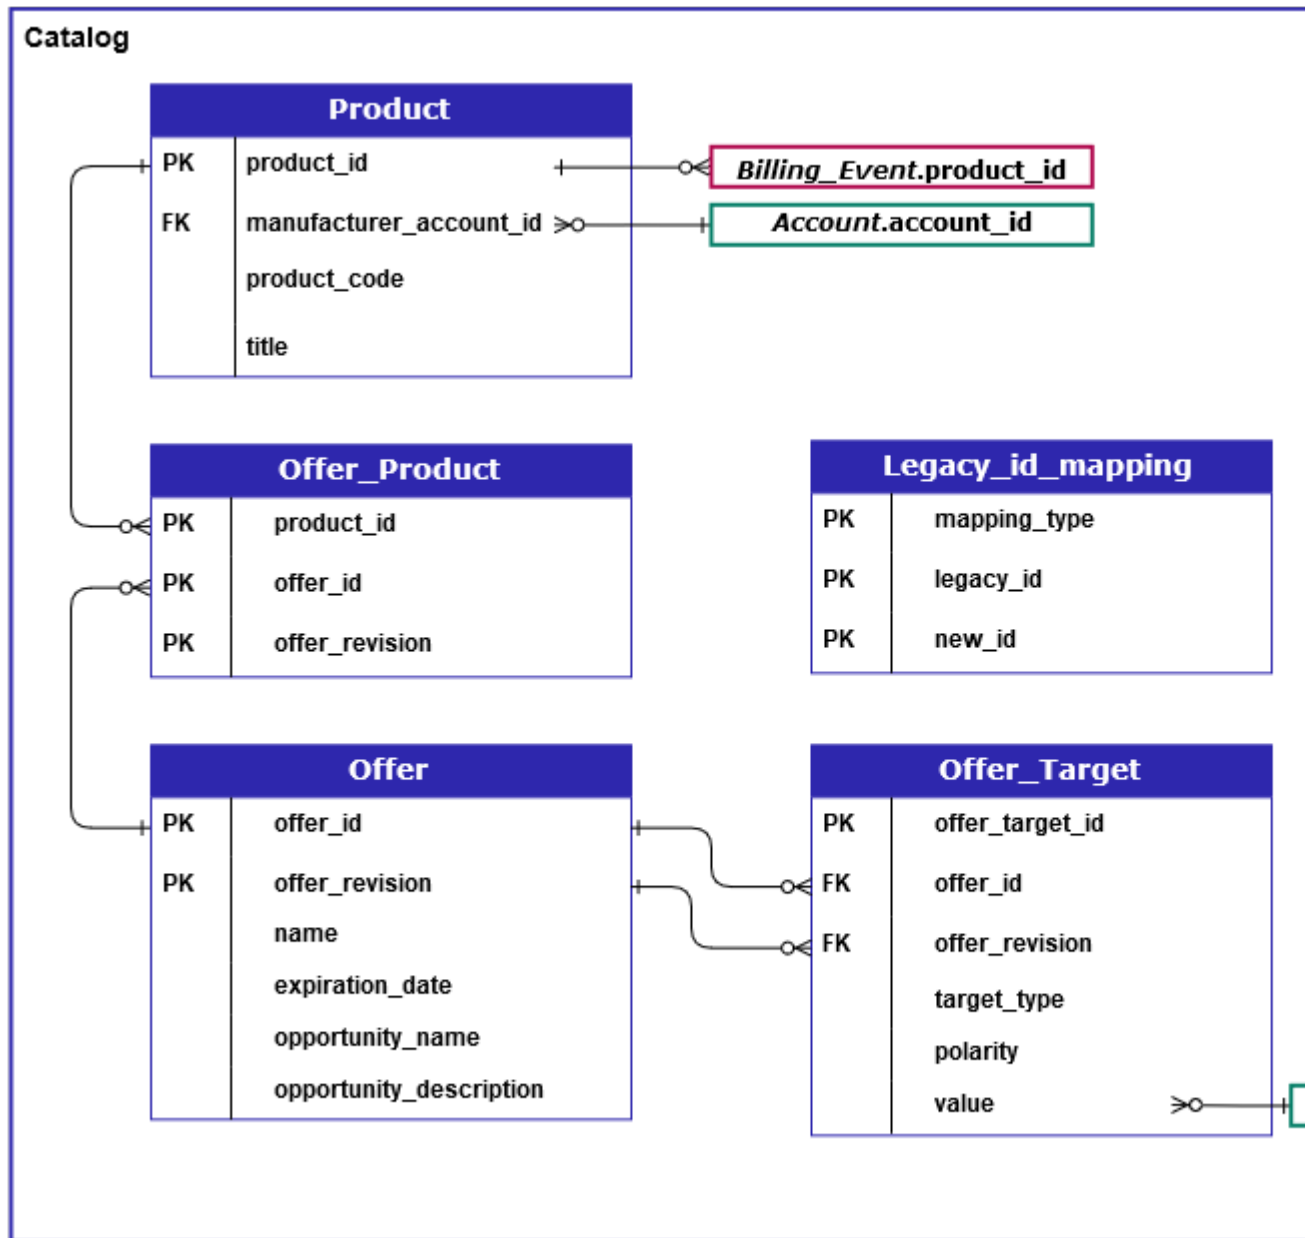 Catalog
Product
PK product_id
Billing_Event.product_id
FK manufacturer_account_id
Account.account_id
product_code
title
Offer_Product
PK product_id
PK offer_id
PK offer_revision
Legacy_id_mapping
PK mapping_type
PK legacy_id
PK new_id
Offer
PK offer_id
PK offer_revision
name
expiration_date
opportunity_name
opportunity_description
Offer_Target
PK offer_target_id
FK offer_id
FK offer_revision
target_type
polarity
value